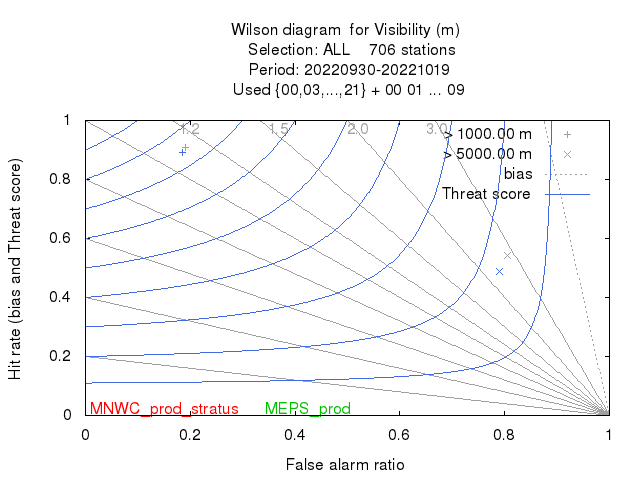 Wilson diagram  for Visibility (m)
Selection: ALL    706 stations
Period: 20220930-20221019
Used {00,03,...,21} + 00 01 ... 09
Hit rate (bias and Threat score)
1
0.8
0.6
0.4
0.2
0
1.2
1.5
2.0
3.0
> 1000.00 m
> 5000.00 m
bias
Threat score
MNWC_prod_stratus
MEPS_prod
0
0.2
0.4
0.6
0.8
1
False alarm ratio